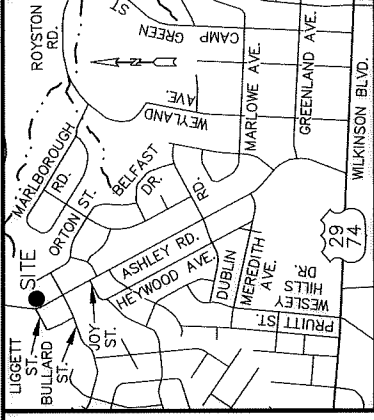 ROYSTON
RD.
CAMP
GREEN
ST
N
MARLOWE AVE.
GREENLAND AVE.
WILKINSON BLVD.
WEYLAND
AVE.
MARLBOROUGH
RD.
BELFAST
DR.
ORTON ST.
RD.
SITE
ASHLEY RD.
HEYWOOD AVE.
DUBLIN
MEREDITH
AVE.
LIGGETT
ST.
BULLARD
ST.
JOY
ST.
PRUITT ST.
WESLEY
HILLS
DR.
29
74